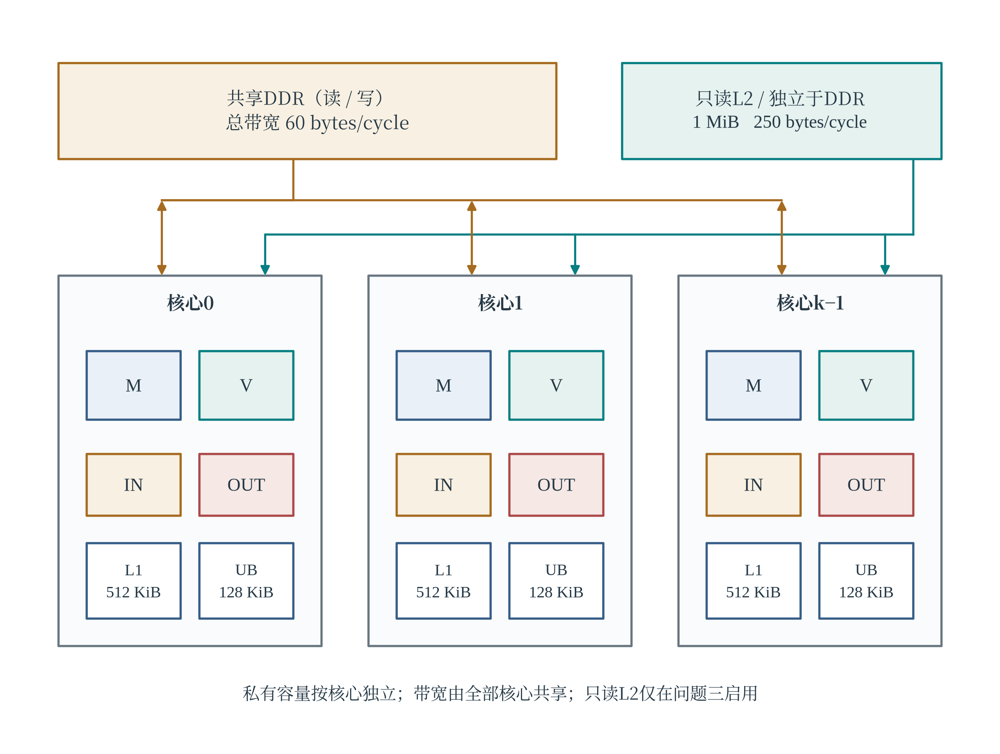 共享DDR（读 / 写）
总带宽 60 bytes/cycle
只读L2 / 独立于DDR
1 MiB   250 bytes/cycle
核心0
M
V
IN
OUT
L1
512 KiB
UB
128 KiB
核心1
M
V
IN
OUT
L1
512 KiB
UB
128 KiB
核心k−1
M
V
IN
OUT
L1
512 KiB
UB
128 KiB
私有容量按核心独立；带宽由全部核心共享；只读L2仅在问题三启用